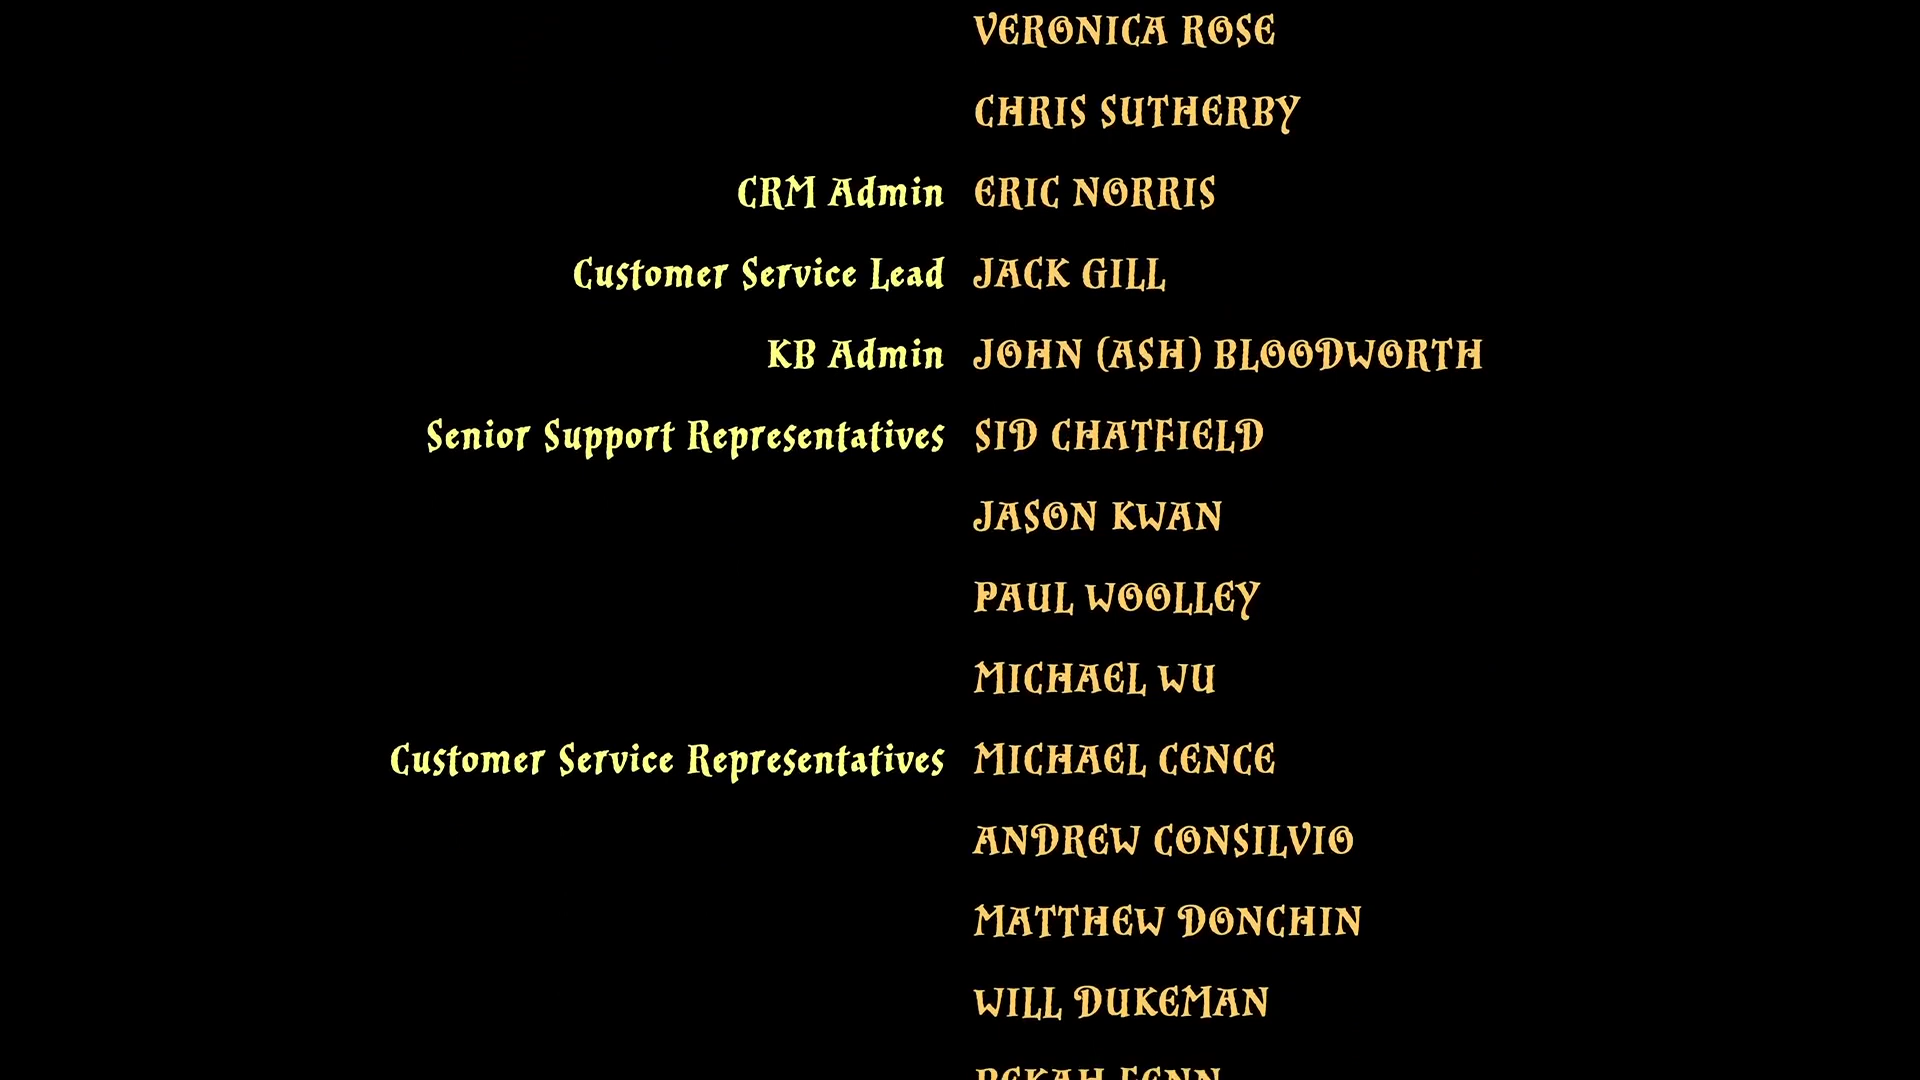 VERONICA ROSE
CHRIS SUTHERBY
CRM Admin ERIC NORRIS
Customer Service Lead JACK GILL
KB Admin JOHN (ASH) BLOODWORTH
Senior Support Representatives SID CHATFIELD
JASON KWAN
PAUL WOOLLEY
MICHAEL WU
Customer Service Representatives MICHAEL CENCE
ANDREW CONSILVIO
MATTHEW DONCHIN
WILL DUKEMAN